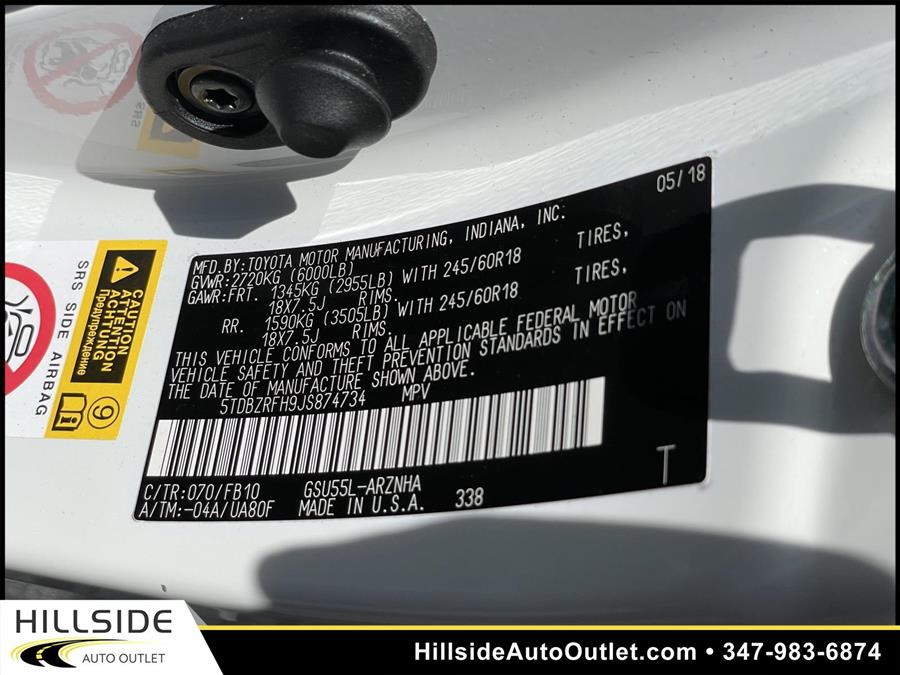 05/18
MFD.BY:TOYOTA MOTOR MANUFACTURING, INDIANA, INC.
GVWR:2720KG (6000LB)
GAWR:FRT. 1345KG (2955LB) WITH 245/60R18 TIRES,
18X7.5J RIMS.
RR. 1590KG (3505LB) WITH 245/60R18 TIRES,
18X7.5J RIMS.
THIS VEHICLE CONFORMS TO ALL APPLICABLE FEDERAL MOTOR
VEHICLE SAFETY AND THEFT PREVENTION STANDARDS IN EFFECT ON
THE DATE OF MANUFACTURE SHOWN ABOVE.
5TDBZRFH9JS874734 MPV
C/TR:070/FB10 GSU55L-ARZNHA
A/TM:-04A/UA80F MADE IN U.S.A. 338
T
SRS SIDE AIRBAG
CAUTION
ATTENTION
ACHTUNG
Предупреждение
9
SRS
HILLSIDE
AUTO OUTLET
HillsideAutoOutlet.com • 347-983-6874